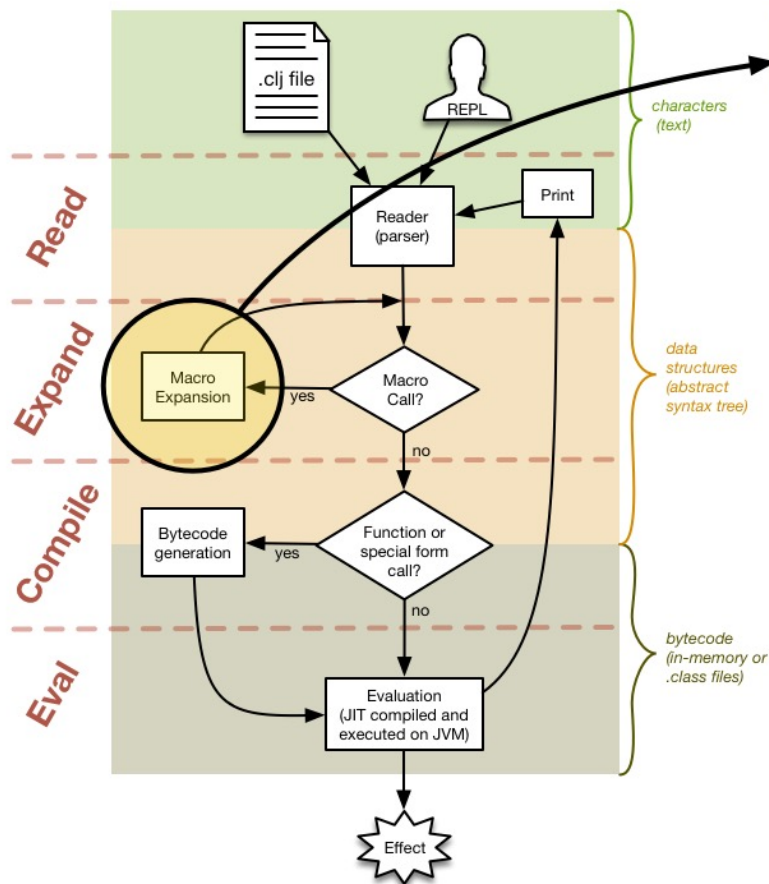 .clj file
REPL
characters
(text)
Read
Reader
(parser)
Print
Expand
Macro
Expansion
yes
Macro
Call?
no
data
structures
(abstract
syntax tree)
Compile
Bytecode
generation
yes
Function or
special form
call?
no
Eval
Evaluation
(JIT compiled and
executed on JVM)
bytecode
(in-memory or
.class files)
Effect